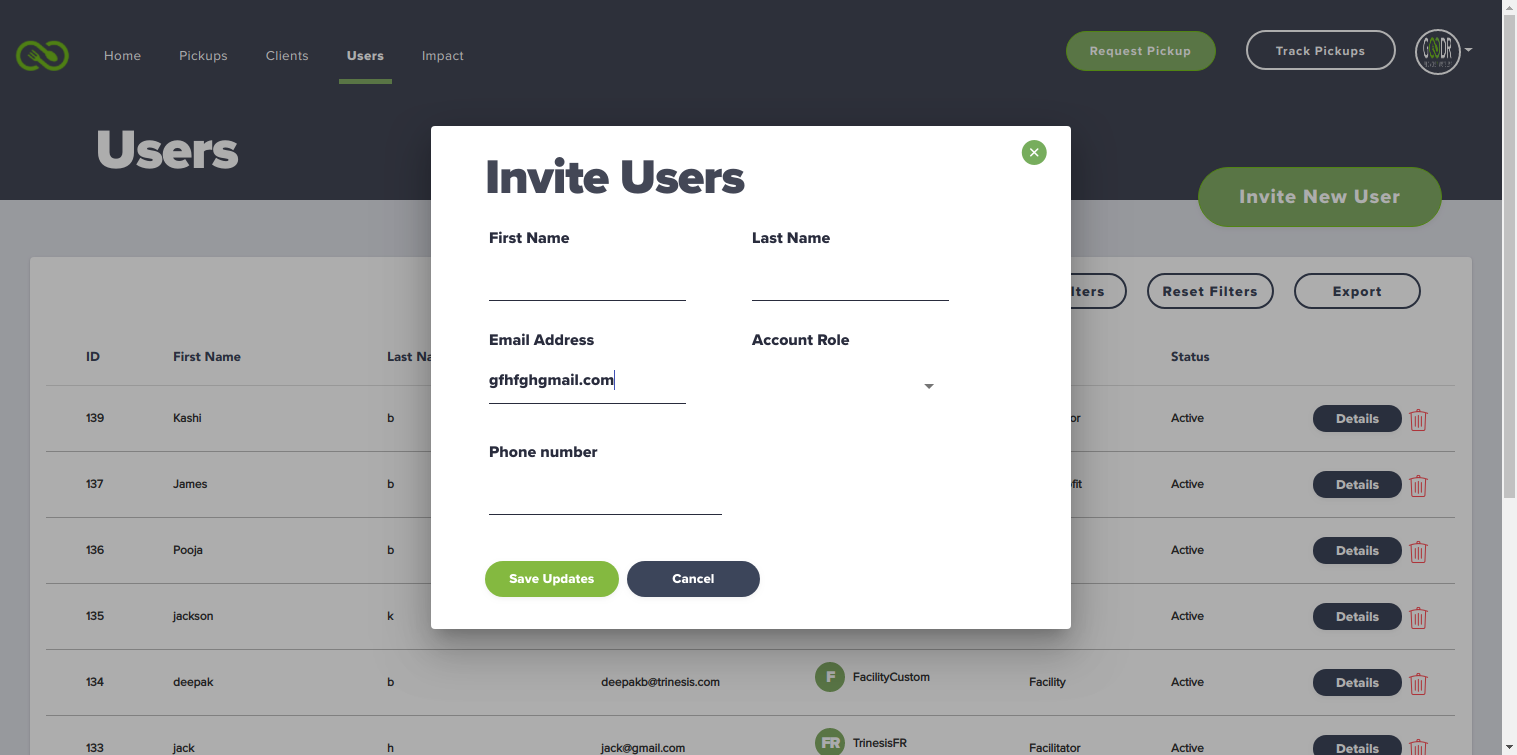 Home Pickups Clients Users Impact Request Pickup Track Pickups GOODR
Users
Invite Users
Invite New User
First Name Last Name
lters Reset Filters Export
Email Address Account Role
ID First Name Last Na Status
gfhfghgmail.com
139 Kashi b or Active Details
Phone number
137 James b fit Active Details
136 Pooja b Active Details
Save Updates Cancel
135 jackson k Active Details
134 deepak b deepakb@trinesis.com F FacilityCustom Facility Active Details
133 jack h jack@gmail.com FR TrinesisFR Facilitator Active Details